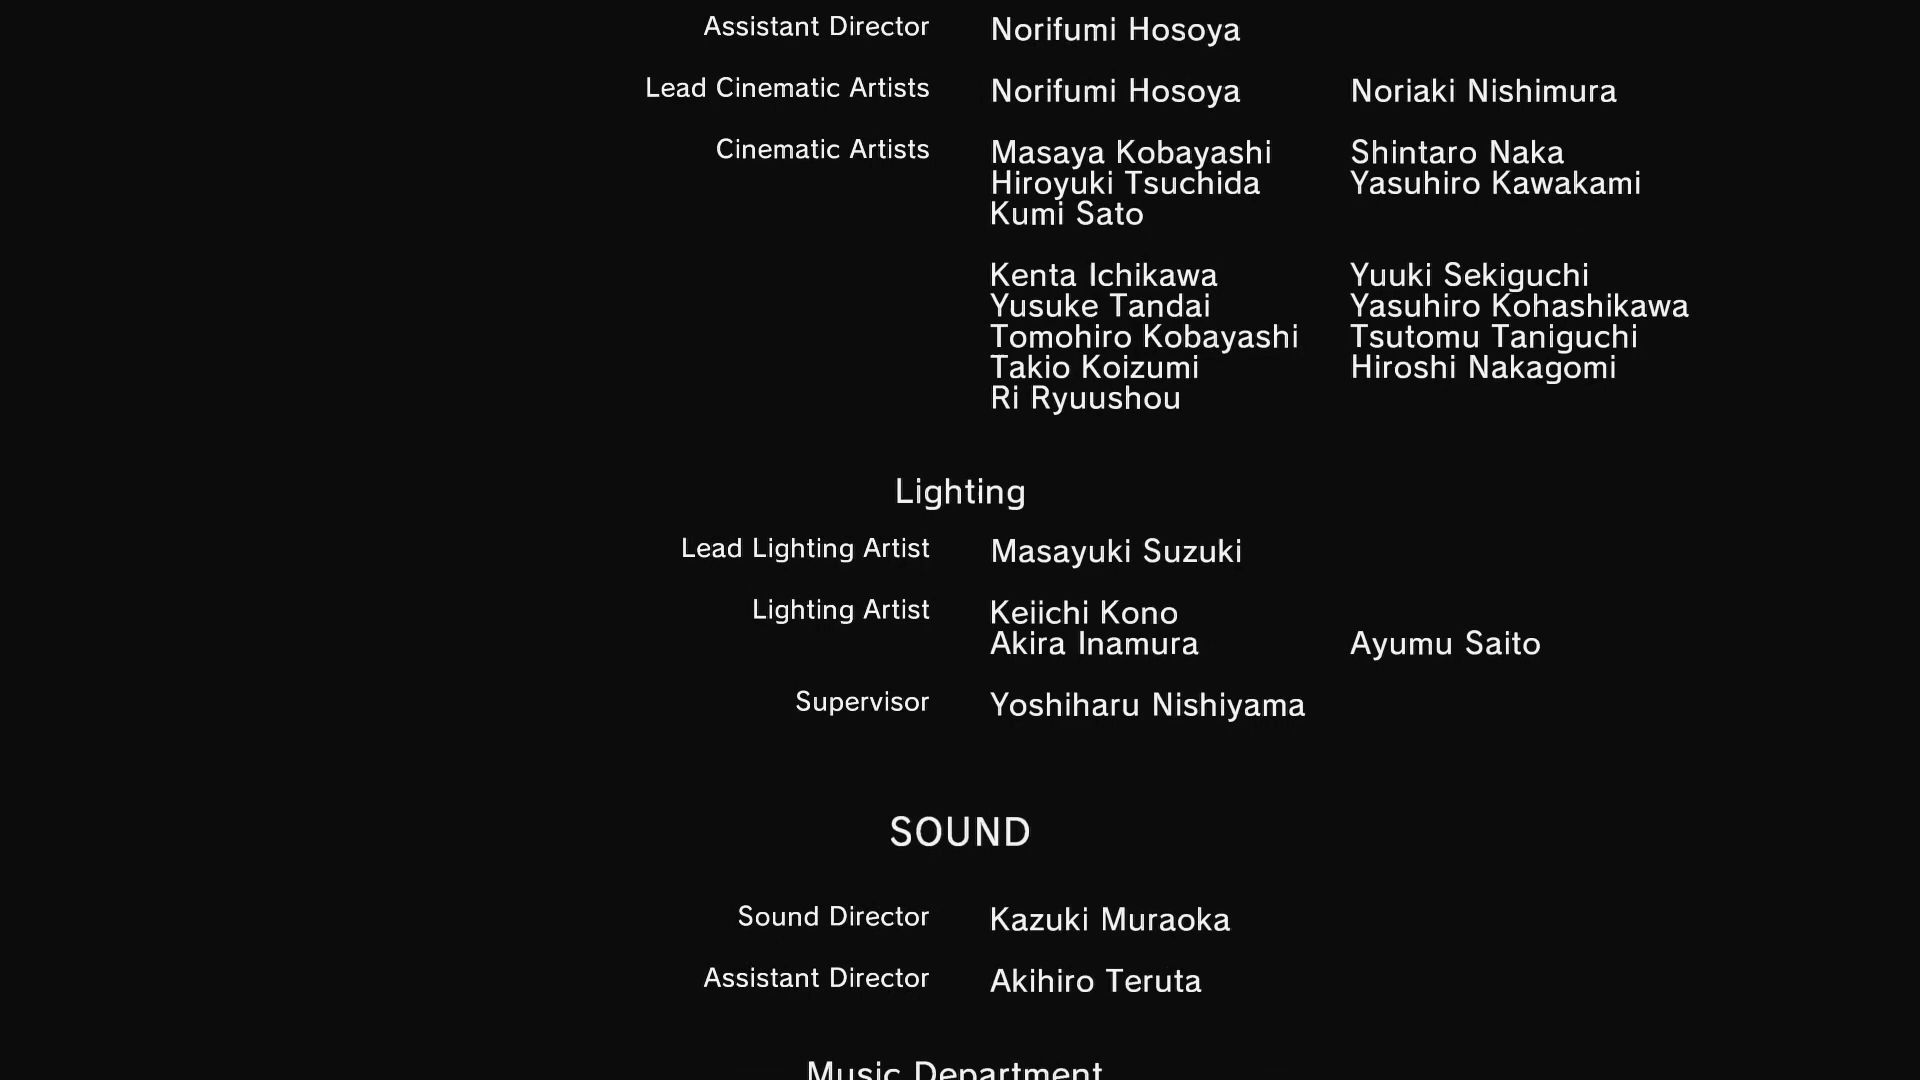 Assistant Director Norifumi Hosoya
Lead Cinematic Artists Norifumi Hosoya Noriaki Nishimura
Cinematic Artists Masaya Kobayashi Shintaro Naka
Hiroyuki Tsuchida Yasuhiro Kawakami
Kumi Sato
Kenta Ichikawa Yuuki Sekiguchi
Yusuke Tandai Yasuhiro Kohashikawa
Tomohiro Kobayashi Tsutomu Taniguchi
Takio Koizumi Hiroshi Nakagomi
Ri Ryuushou
Lighting
Lead Lighting Artist Masayuki Suzuki
Lighting Artist Keiichi Kono
Akira Inamura Ayumu Saito
Supervisor Yoshiharu Nishiyama
SOUND
Sound Director Kazuki Muraoka
Assistant Director Akihiro Teruta
Music Department